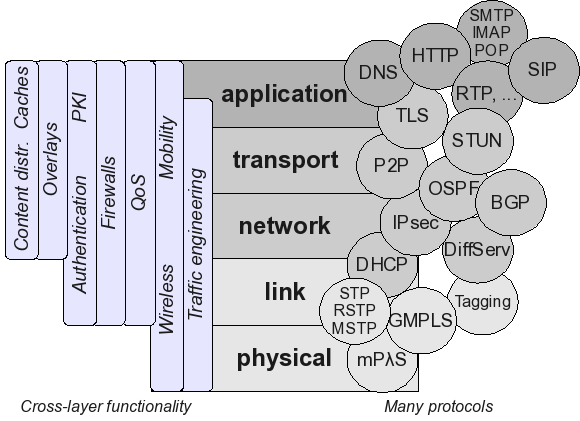 Content distr. Caches
Overlays
Authentication PKI
Firewalls
QoS
Wireless Mobility
Traffic engineering
application
transport
network
link
physical
SMTP
IMAP
POP
HTTP
DNS
SIP
RTP, ...
TLS
STUN
P2P
OSPF
BGP
IPsec
DiffServ
DHCP
STP
RSTP
MSTP
Tagging
GMPLS
mPλS
Cross-layer functionality
Many protocols